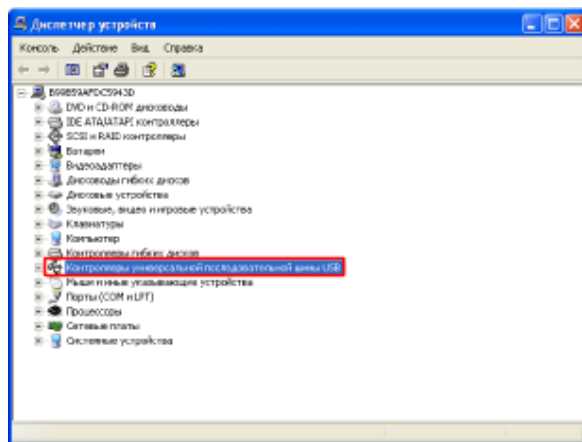 Диспетчер устройств
Консоль Действие Вид Справка
B99B59AFDC5943D
DVD и CD-ROM дисководы
IDE ATA/ATAPI контроллеры
SCSI и RAID контроллеры
Батареи
Видеоадаптеры
Дисководы гибких дисков
Дисковые устройства
Звуковые, видео и игровые устройства
Клавиатуры
Компьютер
Контроллеры гибких дисков
Контроллеры универсальной последовательной шины USB
Мыши и иные указывающие устройства
Порты (COM и LPT)
Процессоры
Сетевые платы
Системные устройства